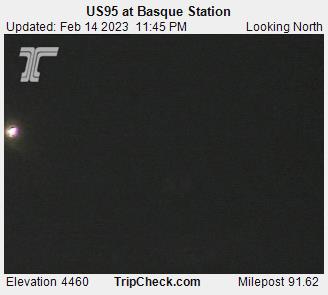 US95 at Basque Station
Updated: Feb 14 2023 11:45 PM Looking North
Elevation 4460 TripCheck.com Milepost 91.62